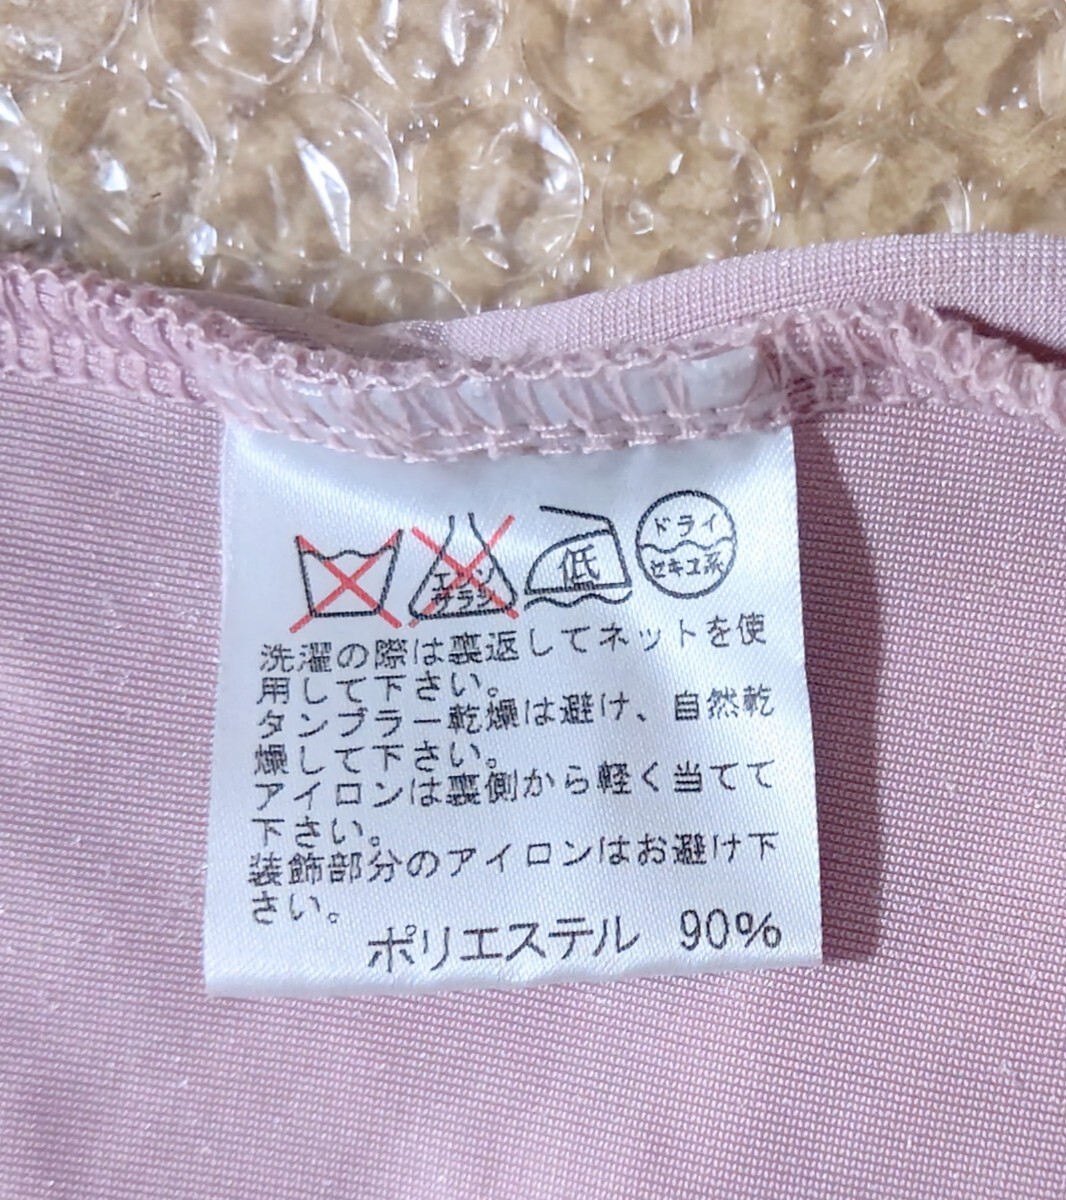 エンソ
サラシ
低
ドライ
セキユ系
洗濯の際は裏返してネットを使
用して下さい。
タンブラー乾燥は避け、自然乾
燥して下さい。
アイロンは裏側から軽く当てて
下さい。
装飾部分のアイロンはお避け下
さい。
ポリエステル 90%